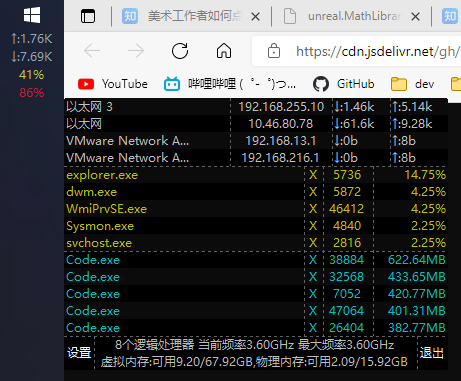 ↑:1.76K
↓:7.69K
41%
86%
知 美术工作者如何点
unreal.MathLibrar
知
https://cdn.jsdelivr.net/gh/
YouTube 哔哩哔哩 ( ゜- ゜)つ... GitHub dev
以太网 3 192.168.255.10 ↓:1.46k ↑:5.14k
以太网 10.46.80.78 ↓:61.6k ↑:9.28k
VMware Network A... 192.168.13.1 ↓:0b ↑:8b
VMware Network A... 192.168.216.1 ↓:0b ↑:8b
explorer.exe X 5736 14.75%
dwm.exe X 5872 4.25%
WmiPrvSE.exe X 46412 4.25%
Sysmon.exe X 4840 2.25%
svchost.exe X 2816 2.25%
Code.exe X 38884 622.64MB
Code.exe X 32568 433.65MB
Code.exe X 7052 420.77MB
Code.exe X 47064 401.31MB
Code.exe X 26404 382.77MB
设置
8个逻辑处理器 当前频率3.60GHz 最大频率3.60GHz
虚拟内存:可用9.20/67.92GB,物理内存:可用2.09/15.92GB
退出